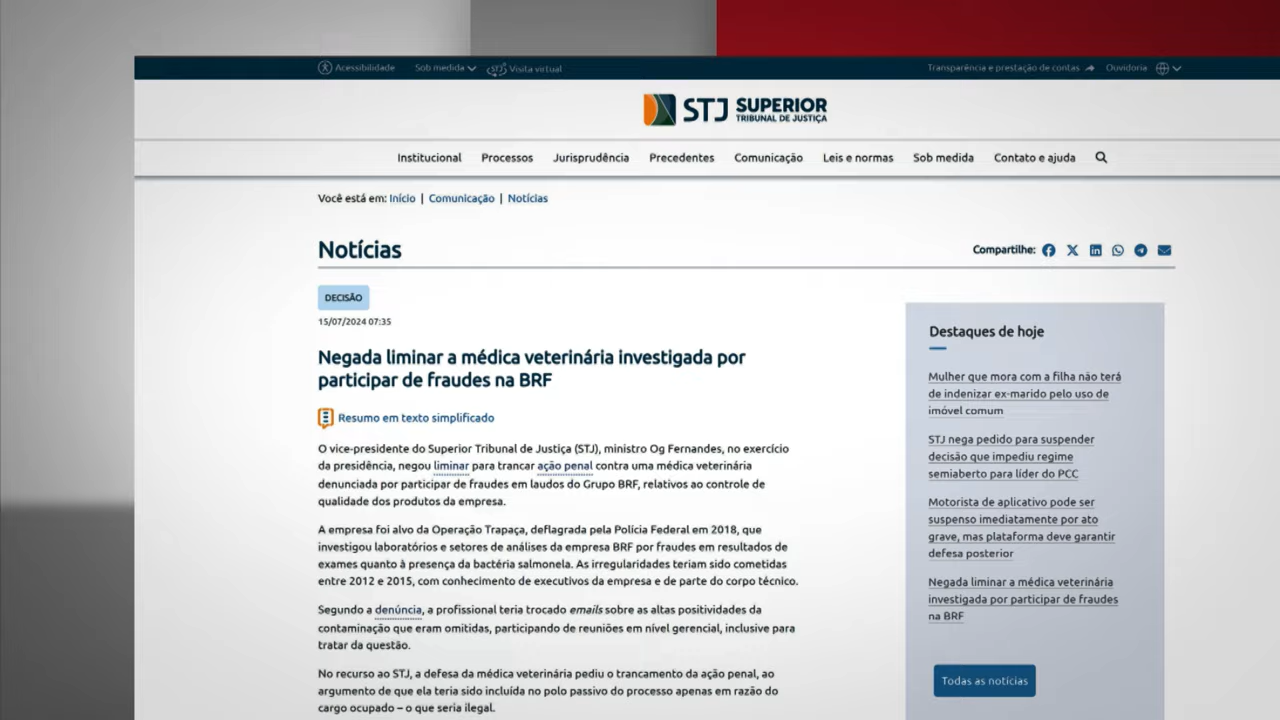 Acessibilidade Sob medida STJ Visita virtual Transparência e prestação de contas Ouvidoria
STJ SUPERIOR
TRIBUNAL DE JUSTIÇA
Institucional Processos Jurisprudência Precedentes Comunicação Leis e normas Sob medida Contato e ajuda
Você está em: Início | Comunicação | Notícias
Notícias
Compartilhe:
DECISÃO
15/07/2024 07:35
Negada liminar a médica veterinária investigada por
participar de fraudes na BRF
Resumo em texto simplificado
O vice-presidente do Superior Tribunal de Justiça (STJ), ministro Og Fernandes, no exercício
da presidência, negou liminar para trancar ação penal contra uma médica veterinária
denunciada por participar de fraudes em laudos do Grupo BRF, relativos ao controle de
qualidade dos produtos da empresa.
A empresa foi alvo da Operação Trapaça, deflagrada pela Polícia Federal em 2018, que
investigou laboratórios e setores de análises da empresa BRF por fraudes em resultados de
exames quanto à presença da bactéria salmonela. As irregularidades teriam sido cometidas
entre 2012 e 2015, com conhecimento de executivos da empresa e de parte do corpo técnico.
Segundo a denúncia, a profissional teria trocado emails sobre as altas positividades da
contaminação que eram omitidas, participando de reuniões em nível gerencial, inclusive para
tratar da questão.
No recurso ao STJ, a defesa da médica veterinária pediu o trancamento da ação penal, ao
argumento de que ela teria sido incluída no polo passivo do processo apenas em razão do
cargo ocupado – o que seria ilegal.
Destaques de hoje
Mulher que mora com a filha não terá
de indenizar ex-marido pelo uso de
imóvel comum
STJ nega pedido para suspender
decisão que impediu regime
semiaberto para líder do PCC
Motorista de aplicativo pode ser
suspenso imediatamente por ato
grave, mas plataforma deve garantir
defesa posterior
Negada liminar a médica veterinária
investigada por participar de fraudes
na BRF
Todas as notícias